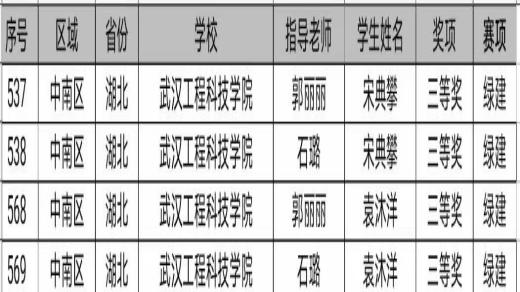 序号 区域 省份 学校 指导老师 学生姓名 奖项 赛项
537 中南区 湖北 武汉工程科技学院 郭丽丽 宋典攀 三等奖 绿建
538 中南区 湖北 武汉工程科技学院 石璐 宋典攀 三等奖 绿建
568 中南区 湖北 武汉工程科技学院 郭丽丽 袁沐洋 三等奖 绿建
569 中南区 湖北 武汉工程科技学院 石璐 袁沐洋 三等奖 绿建